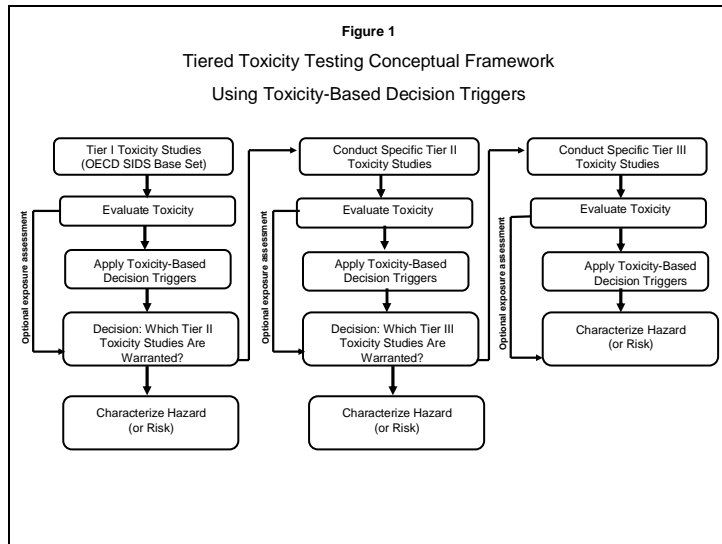 Figure 1
Tiered Toxicity Testing Conceptual Framework
Using Toxicity-Based Decision Triggers
Tier I Toxicity Studies
(OECD SIDS Base Set)
Evaluate Toxicity
Apply Toxicity-Based
Decision Triggers
Decision: Which Tier II
Toxicity Studies Are
Warranted?
Characterize Hazard
(or Risk)
Optional exposure assessment
Conduct Specific Tier II
Toxicity Studies
Evaluate Toxicity
Apply Toxicity-Based
Decision Triggers
Decision: Which Tier III
Toxicity Studies Are
Warranted?
Characterize Hazard
(or Risk)
Optional exposure assessment
Conduct Specific Tier III
Toxicity Studies
Evaluate Toxicity
Apply Toxicity-Based
Decision Triggers
Characterize Hazard
(or Risk)
Optional exposure assessment